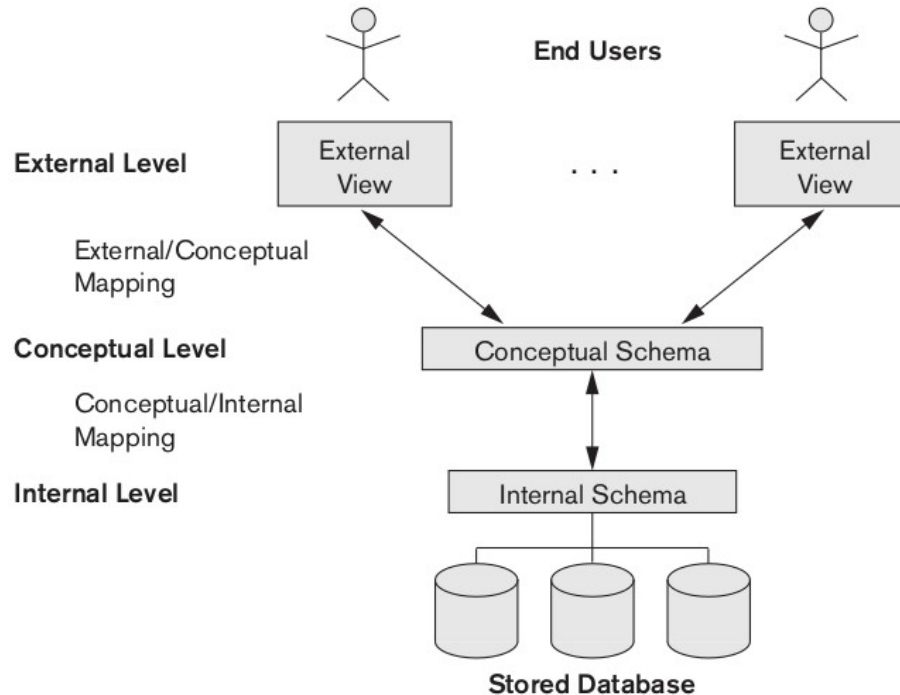 End Users
External Level
External
View
. . .
External
View
External/Conceptual
Mapping
Conceptual Level
Conceptual Schema
Conceptual/Internal
Mapping
Internal Level
Internal Schema
Stored Database